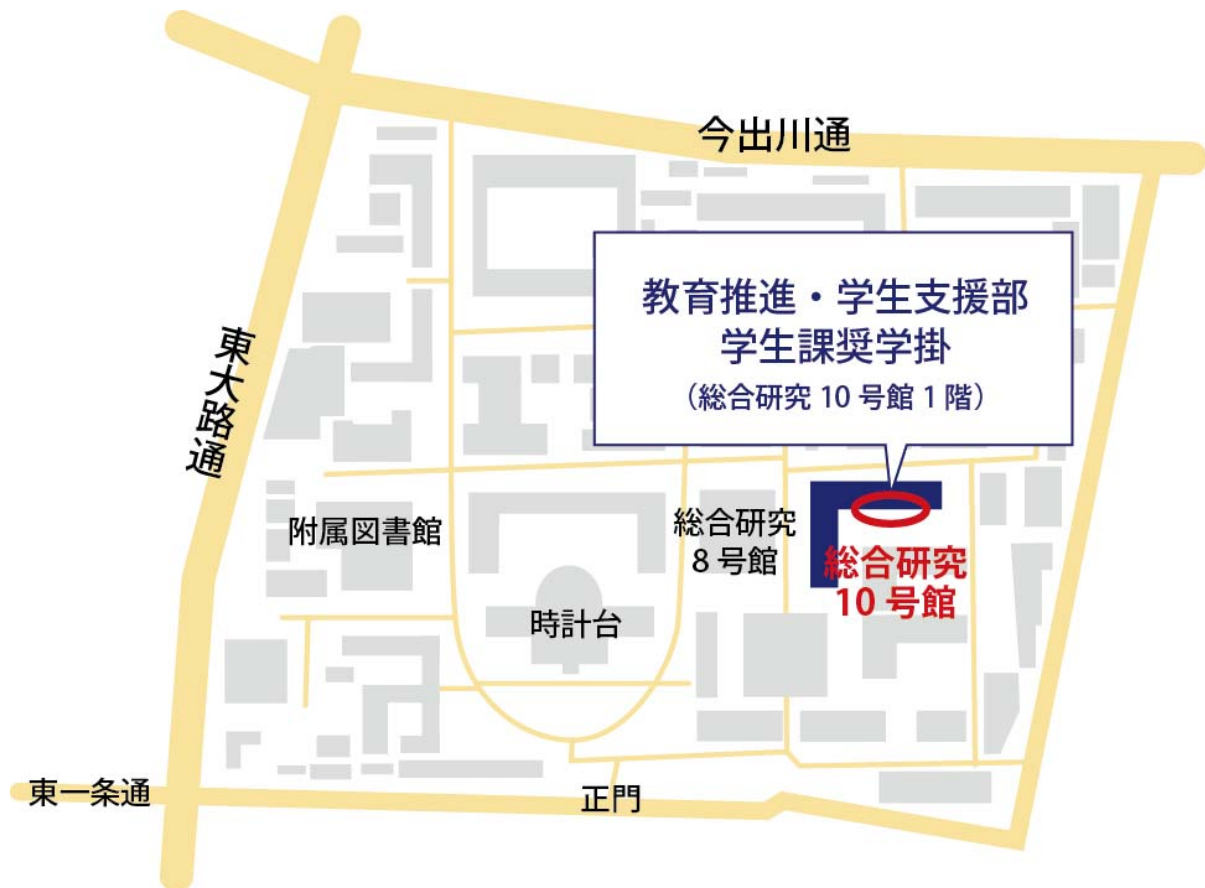 今出川通
教育推進・学生支援部
学生課奨学掛
（総合研究 10 号館 1 階）
東大路通
附属図書館
総合研究
8 号館
総合研究
10 号館
時計台
東一条通
正門